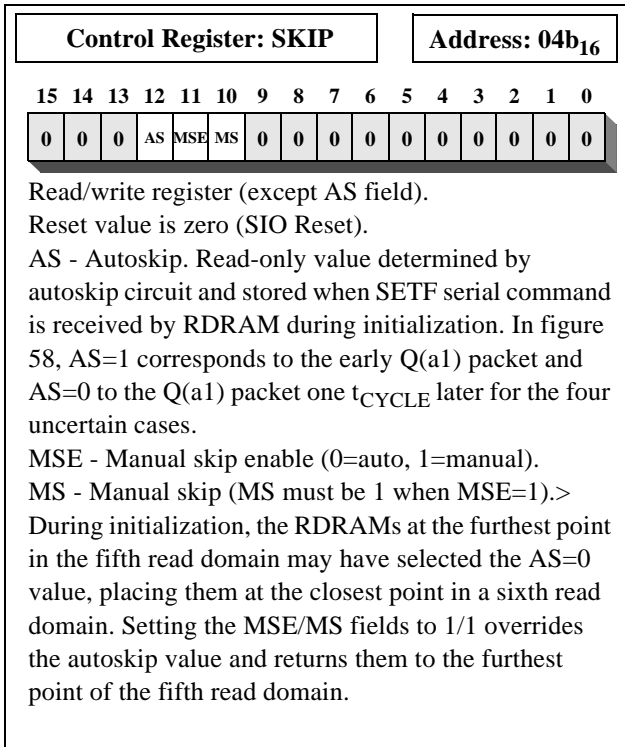 Control Register: SKIP Address: 04b16
15 14 13 12 11 10 9 8 7 6 5 4 3 2 1 0
0 0 0 AS MSE MS 0 0 0 0 0 0 0 0 0 0
Read/write register (except AS field).
Reset value is zero (SIO Reset).
AS - Autoskip. Read-only value determined by
autoskip circuit and stored when SETF serial command
is received by RDRAM during initialization. In figure
58, AS=1 corresponds to the early Q(a1) packet and
AS=0 to the Q(a1) packet one tCYCLE later for the four
uncertain cases.
MSE - Manual skip enable (0=auto, 1=manual).
MS - Manual skip (MS must be 1 when MSE=1).>
During initialization, the RDRAMs at the furthest point
in the fifth read domain may have selected the AS=0
value, placing them at the closest point in a sixth read
domain. Setting the MSE/MS fields to 1/1 overrides
the autoskip value and returns them to the furthest
point of the fifth read domain.